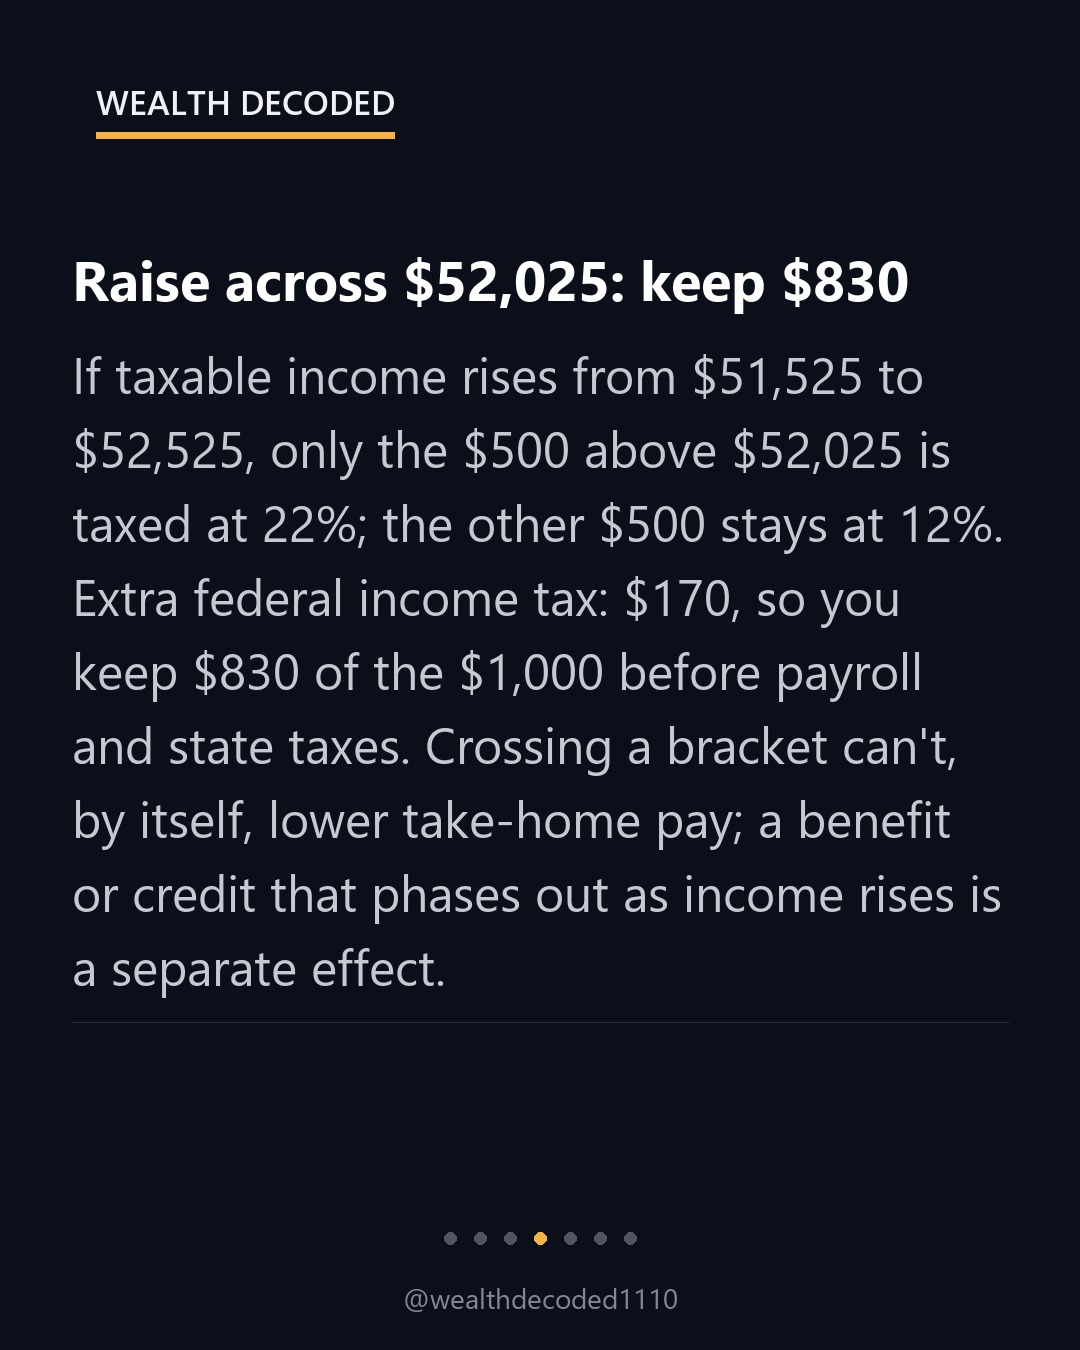 WEALTH DECODED
Raise across $52,025: keep $830
If taxable income rises from $51,525 to
$52,525, only the $500 above $52,025 is
taxed at 22%; the other $500 stays at 12%.
Extra federal income tax: $170, so you
keep $830 of the $1,000 before payroll
and state taxes. Crossing a bracket can't,
by itself, lower take-home pay; a benefit
or credit that phases out as income rises is
a separate effect.
@wealthdecoded1110